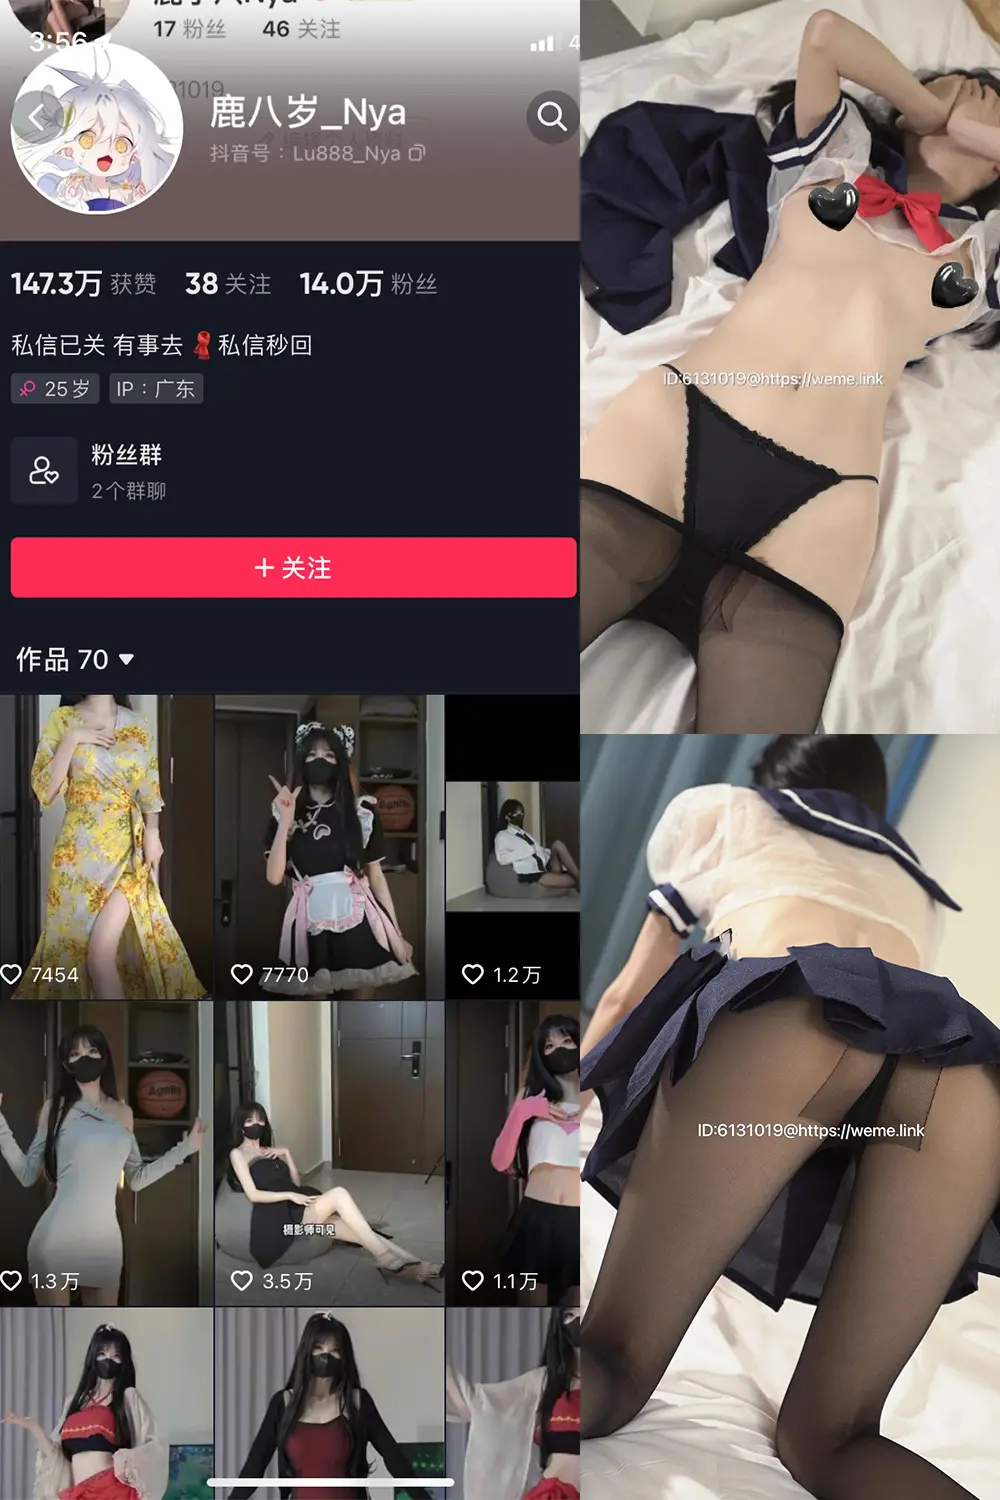 17 粉丝 46 关注
3:56
鹿八岁_Nya
抖音号：Lu888_Nya
147.3万 获赞 38 关注 14.0万 粉丝
私信已关 有事去 私信秒回
25岁 IP：广东
粉丝群
2个群聊
+ 关注
作品 70
7454
7770
1.2万
1.3万
摄影师可见
3.5万
1.1万
ID:6131019@https://weme.link
ID:6131019@https://weme.link